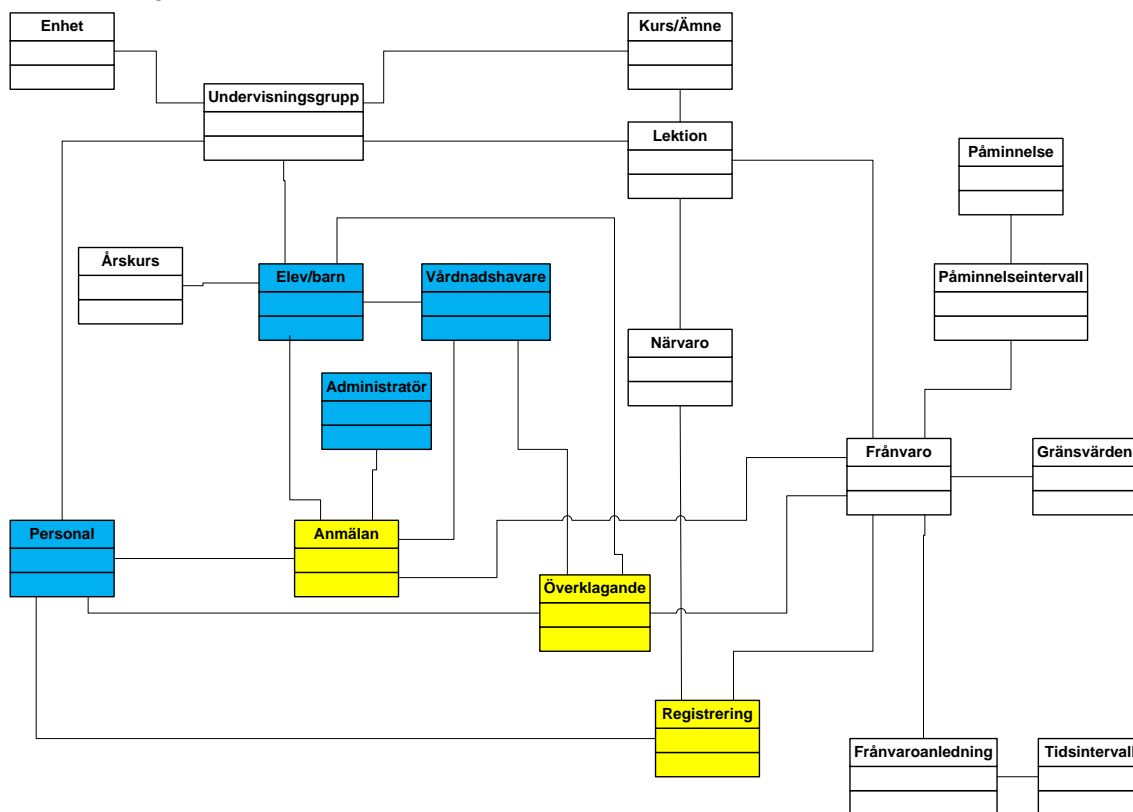 Enhet
Kurs/Ämne
Undervisningsgrupp
Lektion
Påminnelse
Årskurs
Elev/barn
Vårdnadshavare
Påminnelseintervall
Närvaro
Administratör
Frånvaro
Gränsvärden
Personal
Anmälan
Överklagande
Registrering
Frånvaroanledning
Tidsintervall